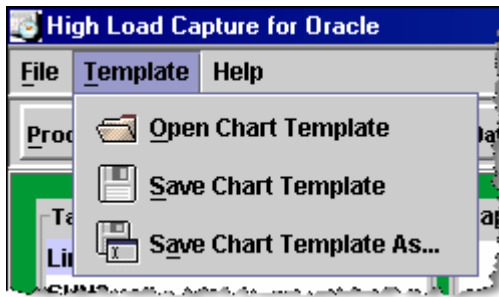 High Load Capture for Oracle
File Template Help
Open Chart Template
Save Chart Template
Save Chart Template As...